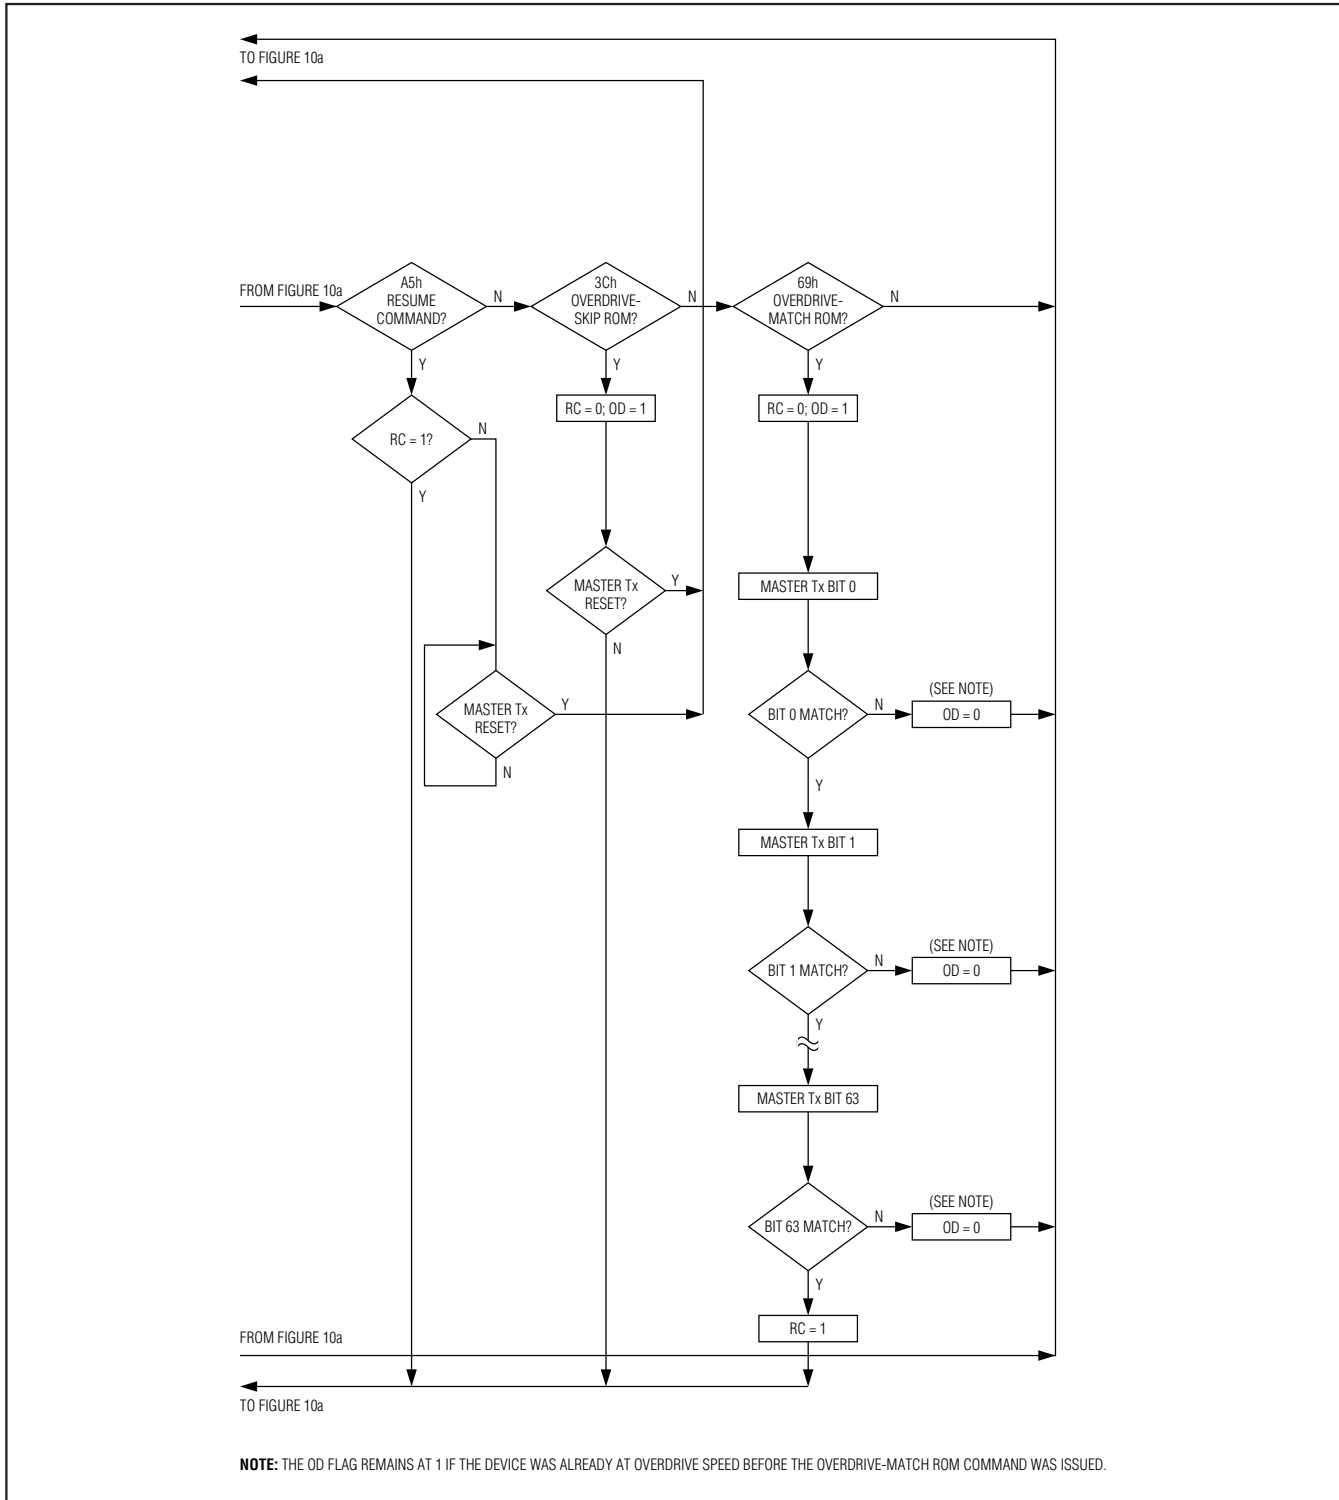 TO FIGURE 10a
FROM FIGURE 10a
A5h
RESUME
COMMAND?
N
3Ch
OVERDRIVE-
SKIP ROM?
N
69h
OVERDRIVE-
MATCH ROM?
N
Y
Y
Y
RC = 0; OD = 1
RC = 0; OD = 1
RC = 1?
N
Y
MASTER Tx
RESET?
Y
N
MASTER Tx BIT 0
MASTER Tx
RESET?
Y
N
BIT 0 MATCH?
N
(SEE NOTE)
OD = 0
Y
MASTER Tx BIT 1
BIT 1 MATCH?
N
(SEE NOTE)
OD = 0
Y
MASTER Tx BIT 63
BIT 63 MATCH?
N
(SEE NOTE)
OD = 0
Y
RC = 1
FROM FIGURE 10a
TO FIGURE 10a
NOTE: THE OD FLAG REMAINS AT 1 IF THE DEVICE WAS ALREADY AT OVERDRIVE SPEED BEFORE THE OVERDRIVE-MATCH ROM COMMAND WAS ISSUED.